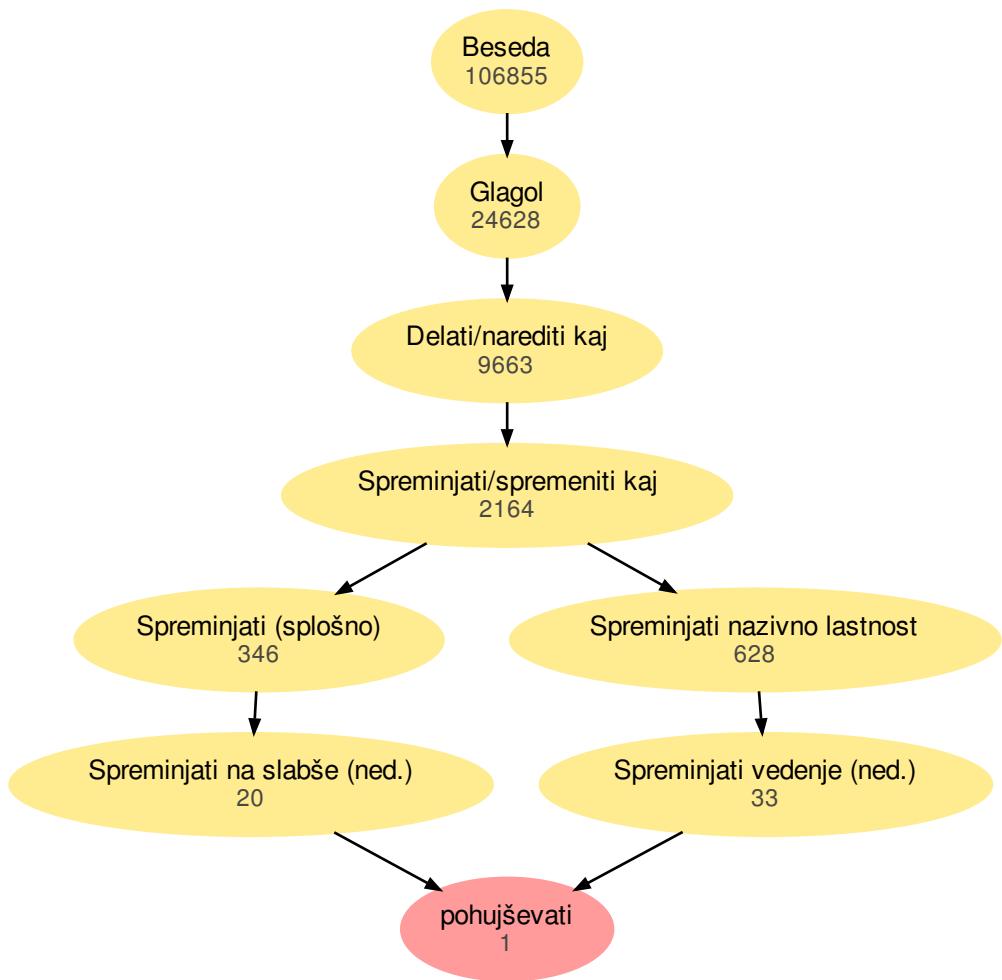 Beseda
106855
Glagol
24628
Delati/narediti kaj
9663
Spreminjati/spremeniti kaj
2164
Spreminjati (splošno)
346
Spreminjati nazivno lastnost
628
Spreminjati na slabše (ned.)
20
Spreminjati vedenje (ned.)
33
pohujševati
1